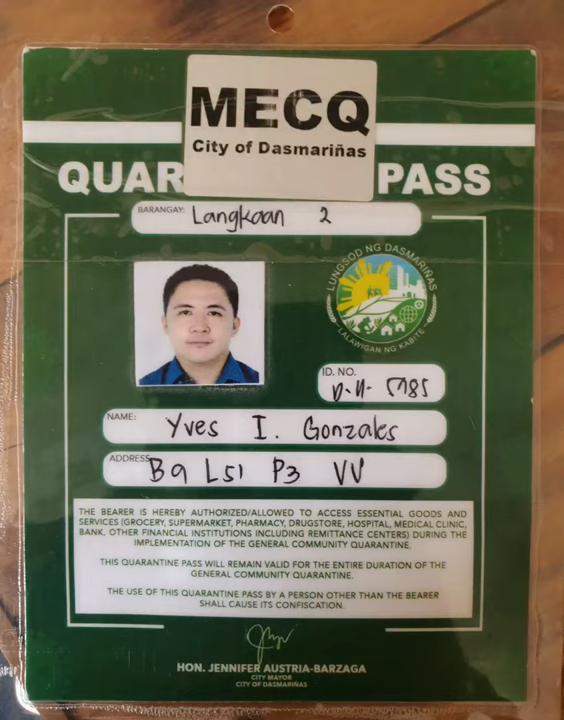 MECQ
City of Dasmariñas
QUAR PASS
BARANGAY: Langkaan 2
LUNGSOD NG DASMARIÑAS
LALAWIGAN NG KABITE
ID. NO.
5985
NAME: Yves I. Gonzales
ADDRESS: B9 L51 P3 VV
THE BEARER IS HEREBY AUTHORIZED/ALLOWED TO ACCESS ESSENTIAL GOODS AND
SERVICES (GROCERY, SUPERMARKET, PHARMACY, DRUGSTORE, HOSPITAL, MEDICAL CLINIC,
BANK, OTHER FINANCIAL INSTITUTIONS INCLUDING REMITTANCE CENTERS) DURING THE
IMPLEMENTATION OF THE GENERAL COMMUNITY QUARANTINE.
THIS QUARANTINE PASS WILL REMAIN VALID FOR THE ENTIRE DURATION OF THE
GENERAL COMMUNITY QUARANTINE.
THE USE OF THIS QUARANTINE PASS BY A PERSON OTHER THAN THE BEARER
SHALL CAUSE ITS CONFISCATION.
HON. JENNIFER AUSTRIA-BARZAGA
CITY MAYOR
CITY OF DASMARIÑAS